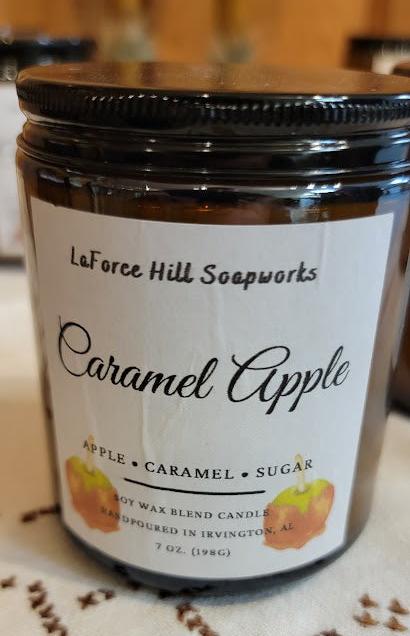 LaForce Hill Soapworks
Caramel Apple
APPLE • CARAMEL • SUGAR
SOY WAX BLEND CANDLE
HANDPOURED IN IRVINGTON, AL
7 OZ. (198G)